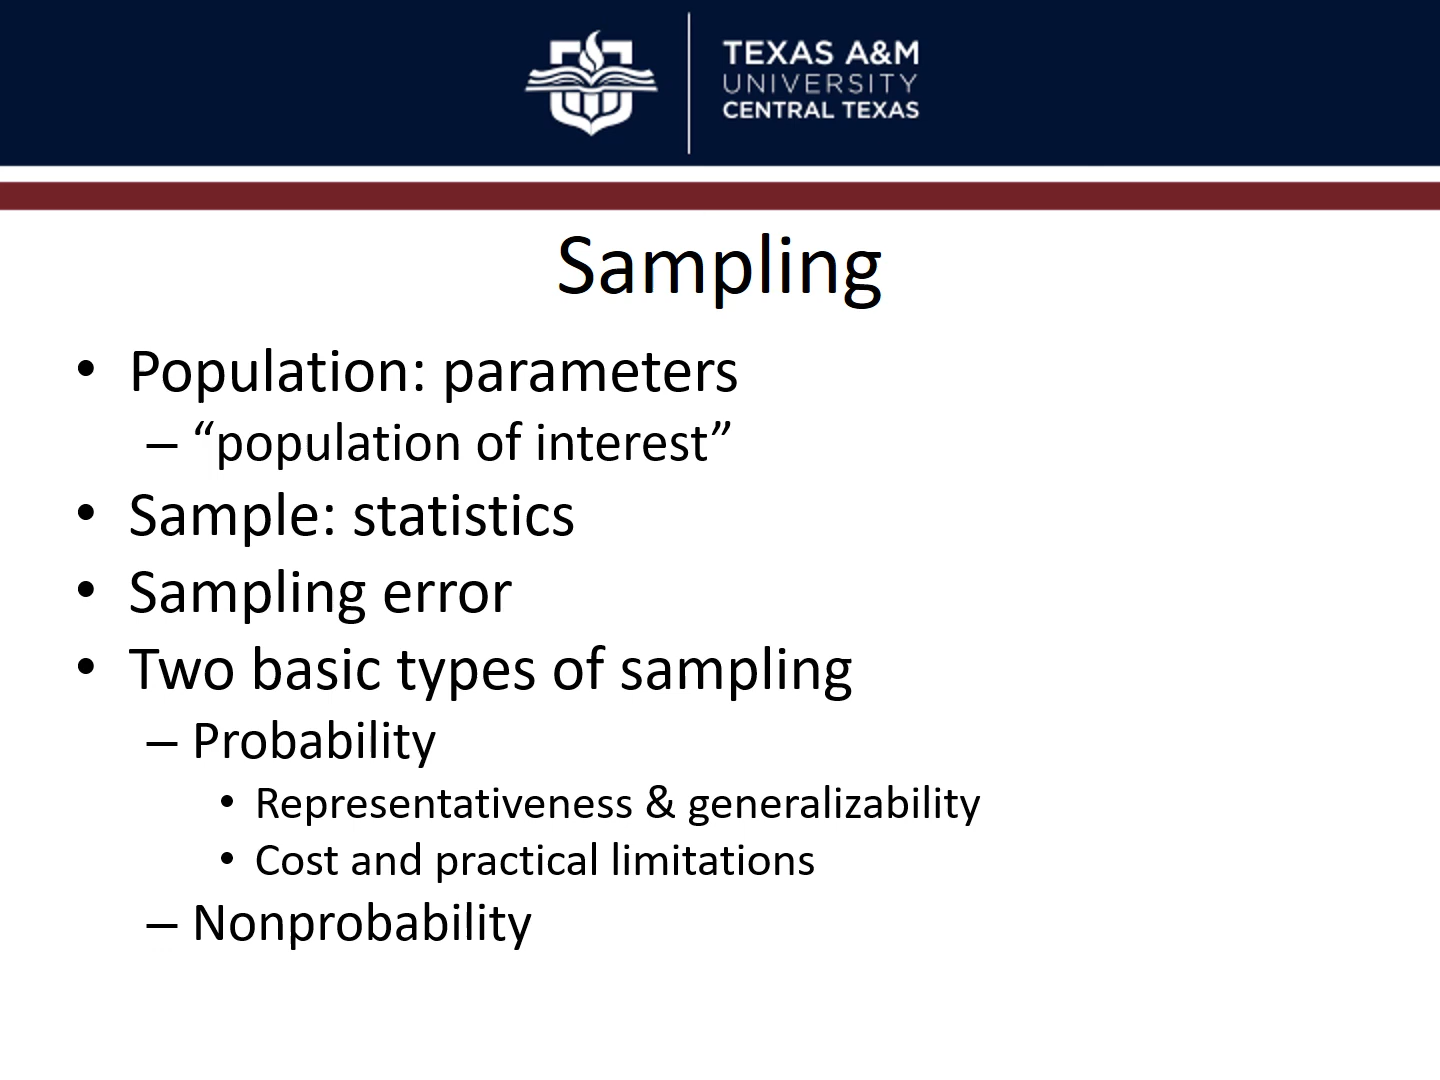 TEXAS A&M
UNIVERSITY
CENTRAL TEXAS
Sampling
• Population: parameters
– “population of interest”
• Sample: statistics
• Sampling error
• Two basic types of sampling
– Probability
• Representativeness & generalizability
• Cost and practical limitations
– Nonprobability